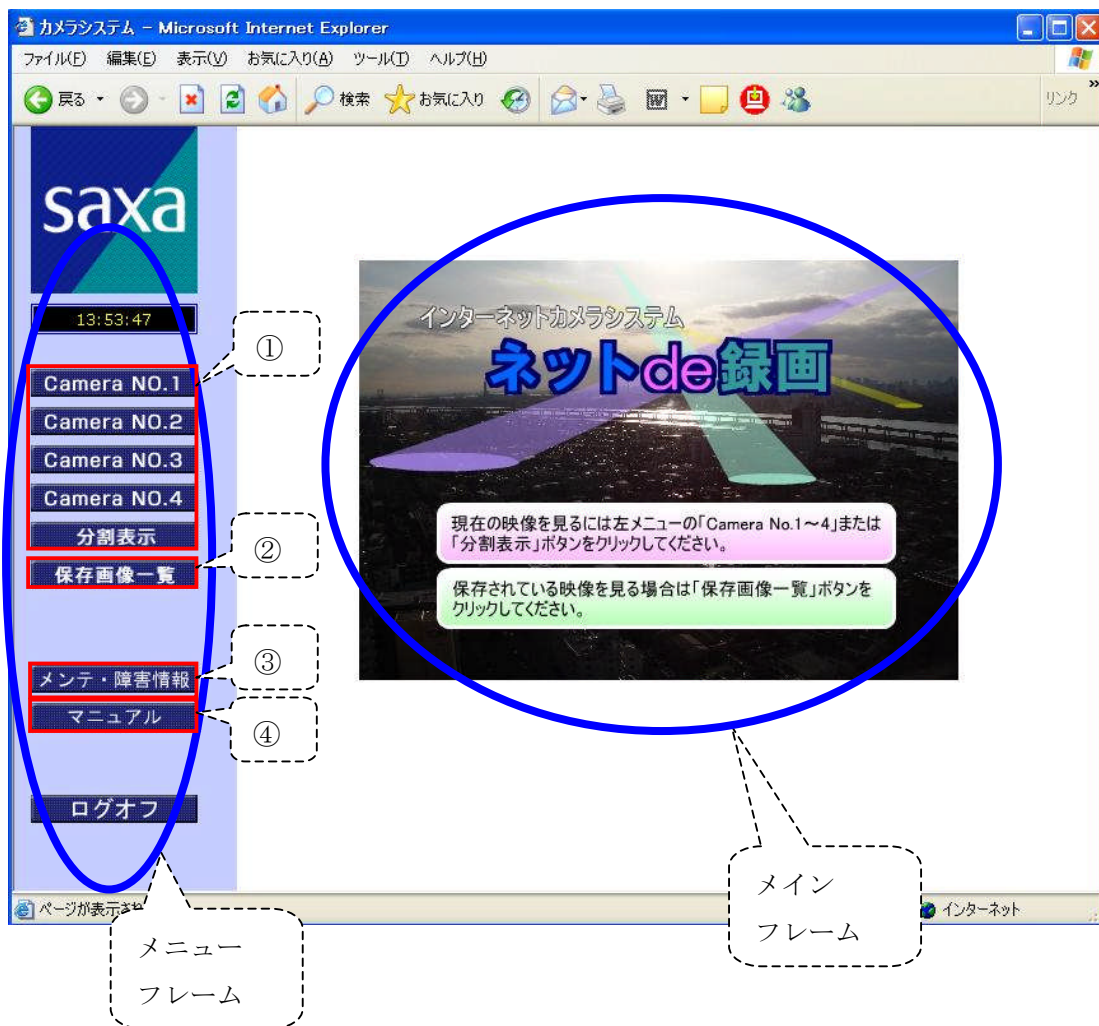 カメラシステム - Microsoft Internet Explorer
ファイル(F) 編集(E) 表示(V) お気に入り(A) ツール(T) ヘルプ(H)
戻る 検索 お気に入り リンク »
saxa
13:53:47
①
Camera NO.1
Camera NO.2
Camera NO.3
Camera NO.4
分割表示
②
保存画像一覧
③
メンテ・障害情報
④
マニュアル
ログオフ
インターネットカメラシステム
ネットde録画
現在の映像を見るには左メニューの「Camera No.1～4」または
「分割表示」ボタンをクリックしてください。
保存されている映像を見る場合は「保存画像一覧」ボタンを
クリックしてください。
メイン
フレーム
ページが表示され
インターネット
メニュー
フレーム